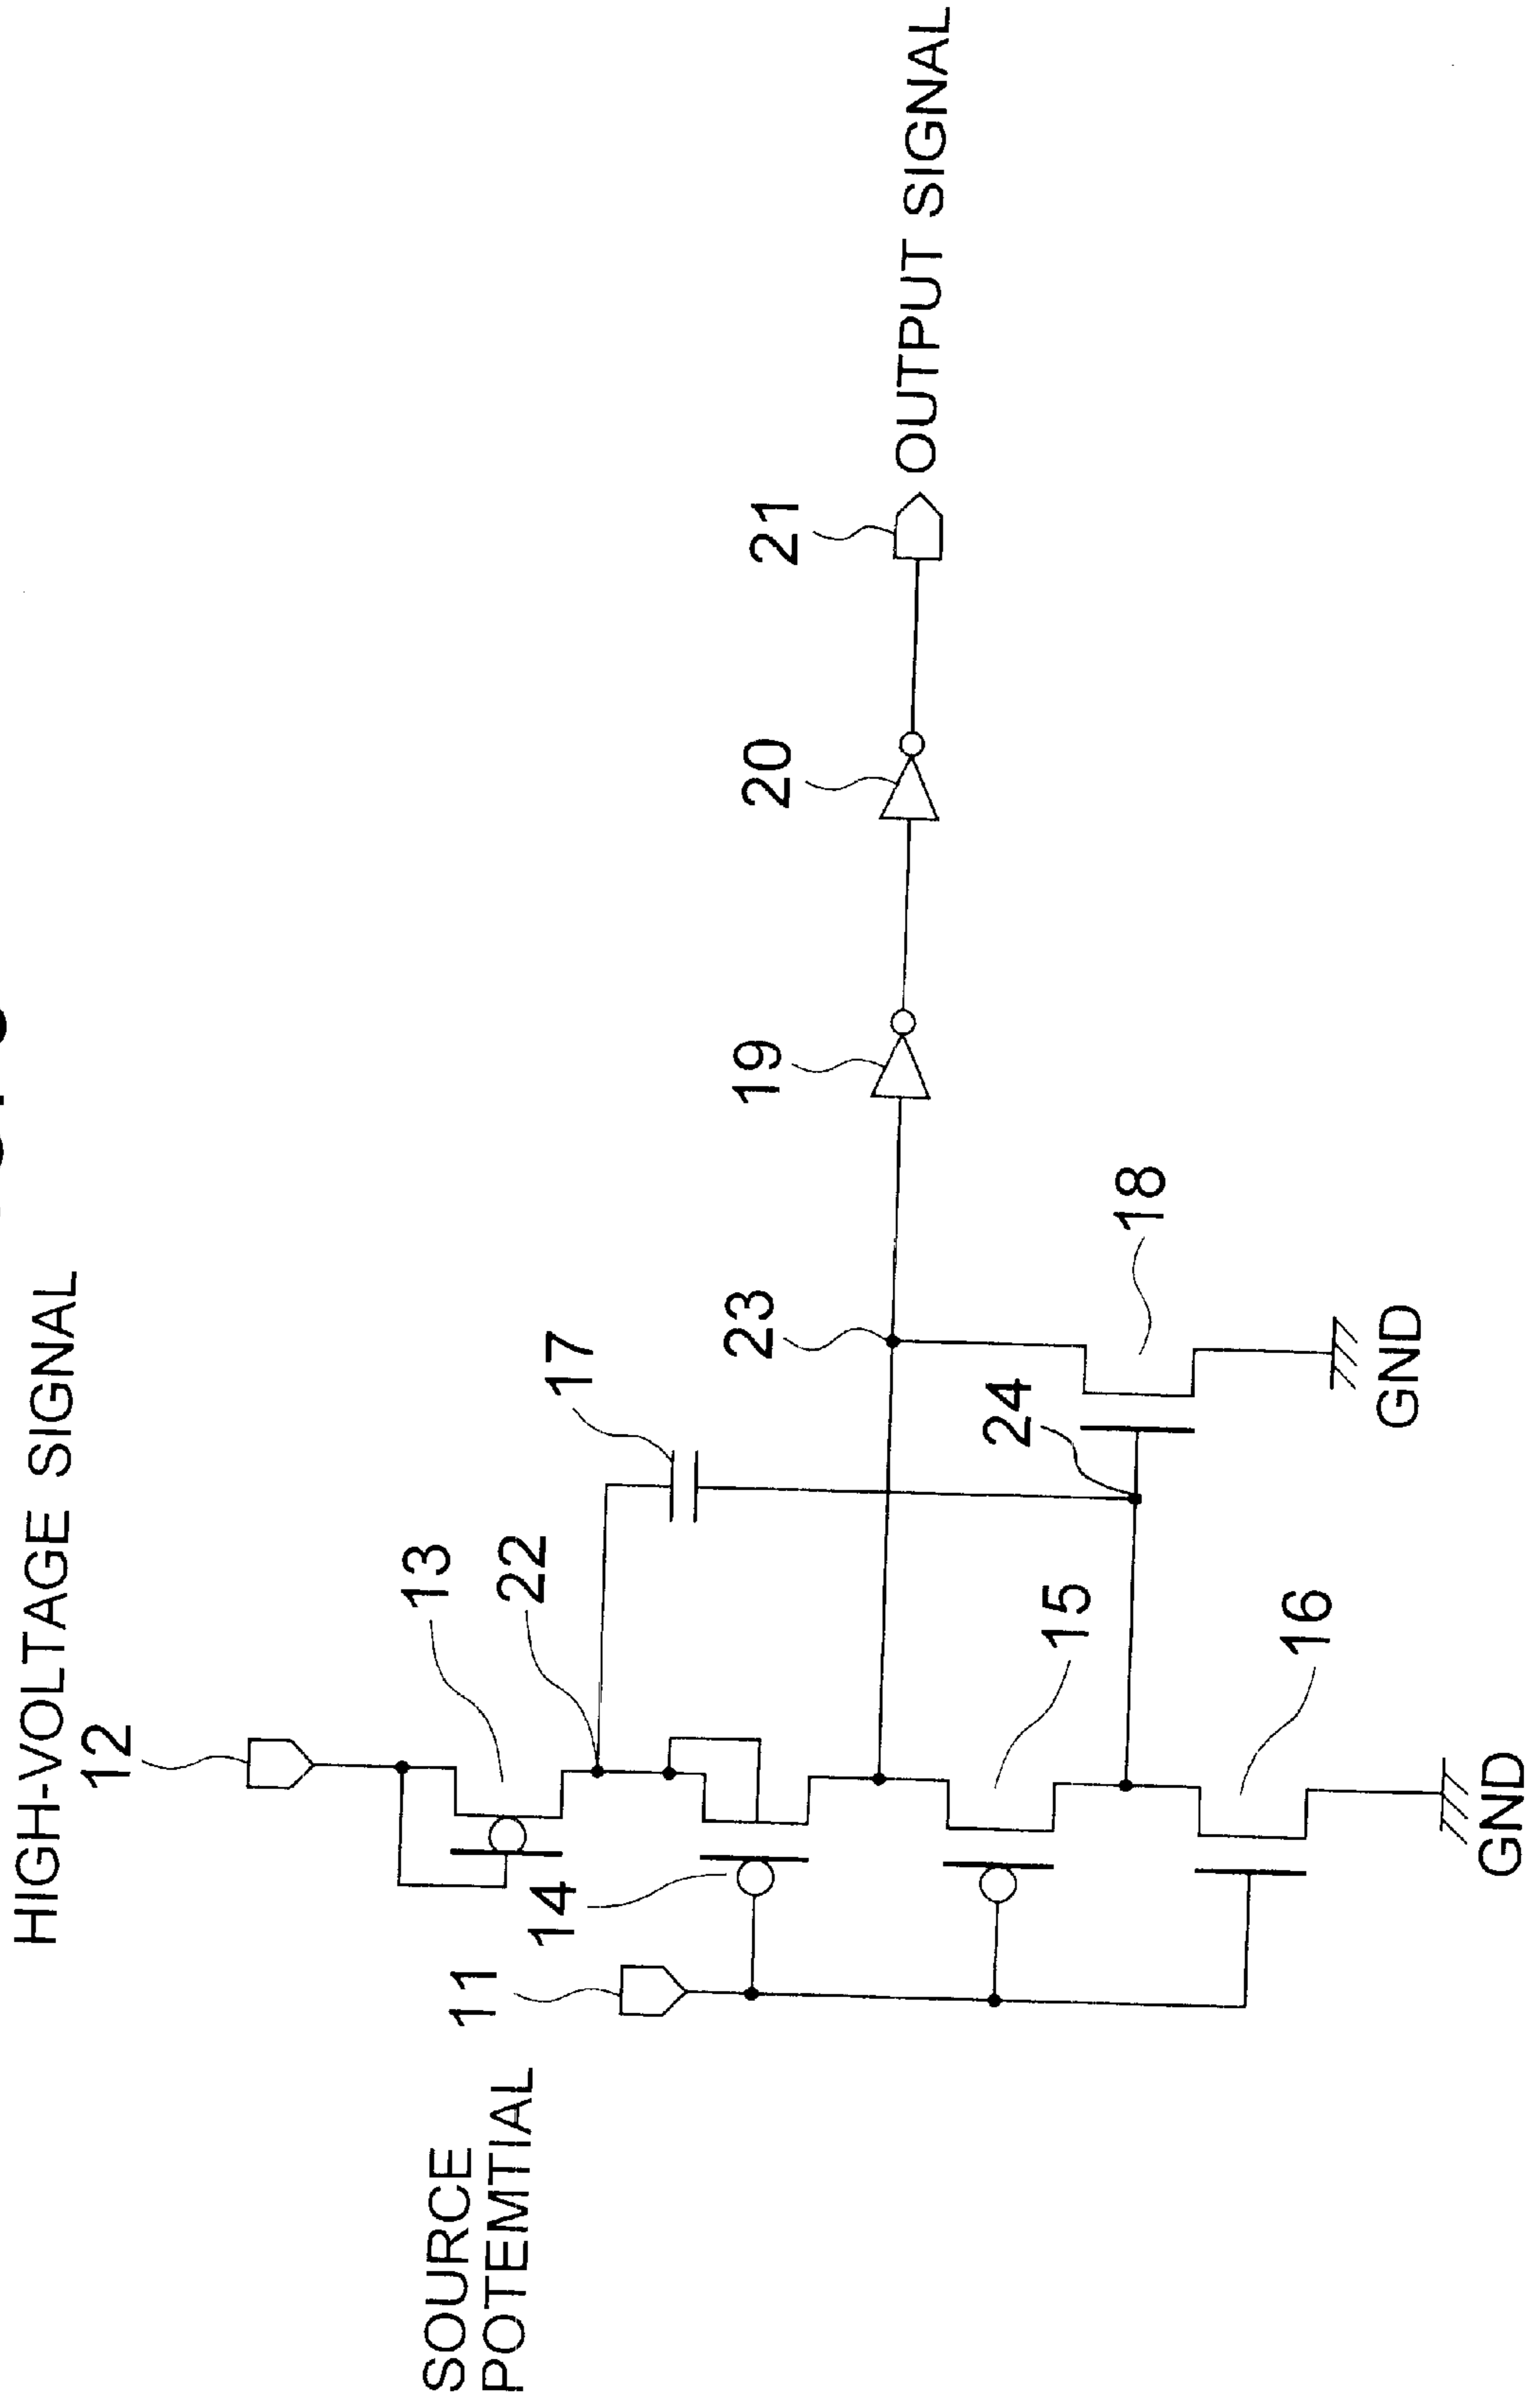 HIGH-VOLTAGE SIGNAL
12
13
22
17
11
14
SOURCE
POTEMTIAL
23
19
20
21
OUTPUT SIGNAL
15
24
18
16
GND
GND